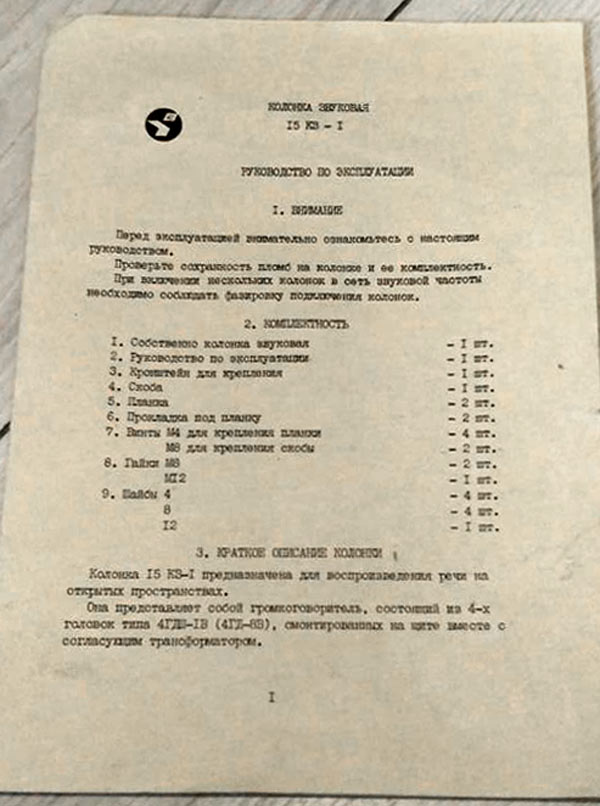 КОЛОНКА ЗВУКОВАЯ
I5 КЗ - I
РУКОВОДСТВО ПО ЭКСПЛУАТАЦИИ
I. ВНИМАНИЕ
Перед эксплуатацией внимательно ознакомьтесь с настоящим
руководством.
Проверьте сохранность пломб на колонке и ее комплектность.
При включении нескольких колонок в сеть звуковой частоты
необходимо соблюдать фазировку подключения колонок.
2. КОМПЛЕКТНОСТЬ
I. Собственно колонка звуковая - I шт.
2. Руководство по эксплуатации - I шт.
3. Кронштейн для крепления - I шт.
4. Скоба - I шт.
5. Планка - 2 шт.
6. Прокладка под планку - 2 шт.
7. Винты М4 для крепления планки - 4 шт.
М8 для крепления скобы - 2 шт.
8. Гайки М8 - 2 шт.
МI2 - I шт.
9. Шайбы 4 - 4 шт.
8 - 4 шт.
I2 - I шт.
3. КРАТКОЕ ОПИСАНИЕ КОЛОНКИ
Колонка I5 КЗ-I предназначена для воспроизведения речи на
открытых пространствах.
Она представляет собой громкоговоритель, состоящий из 4-х
головок типа 4ГДШ-IВ (4ГД-8В), смонтированных на щите вместе с
согласующим трансформатором.
I